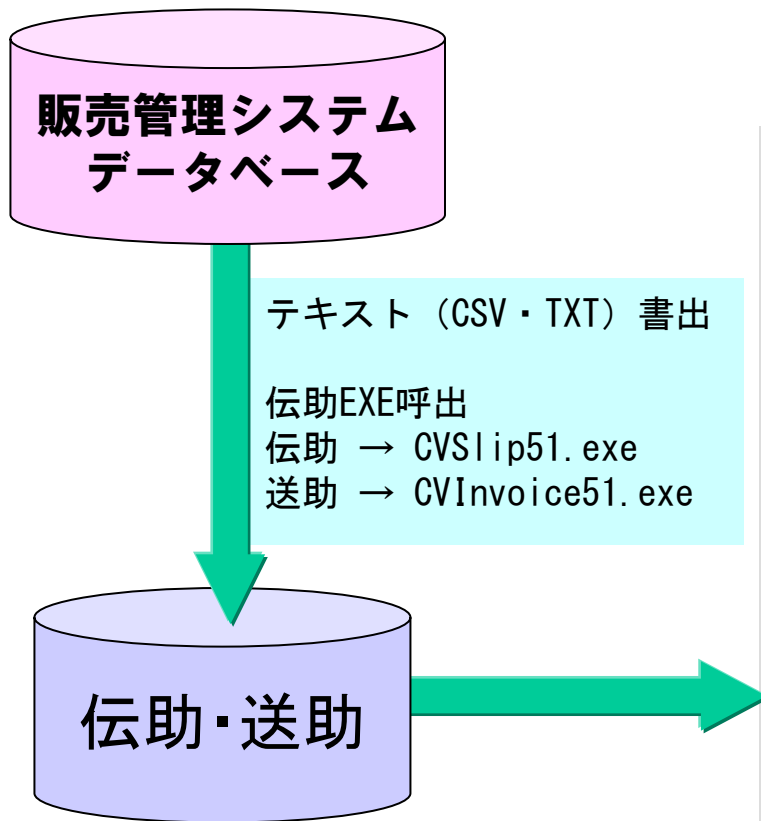 販売管理システム
データベース
テキスト（CSV・TXT）書出
伝助EXE呼出
伝助 → CVSlip51.exe
送助 → CVInvoice51.exe
伝助・送助